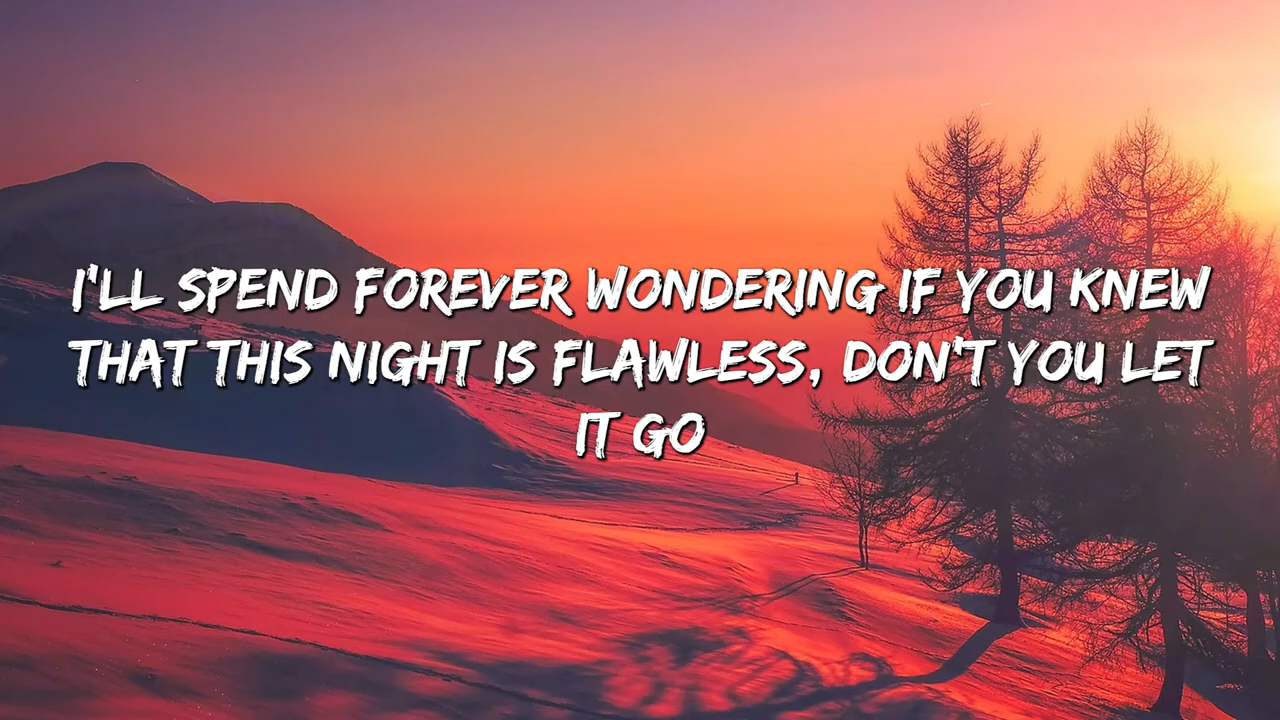 I'LL SPEND FOREVER WONDERING IF YOU KNEW
THAT THIS NIGHT IS FLAWLESS, DON'T YOU LET
IT GO